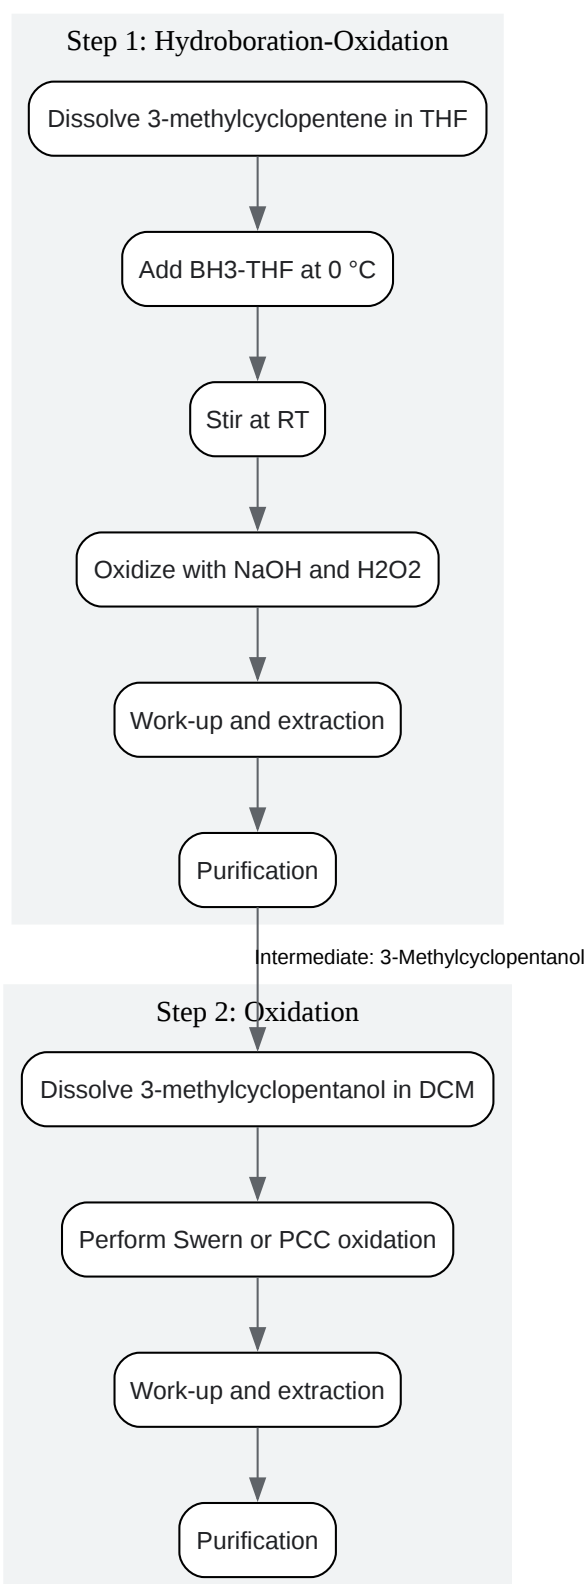 Step 1: Hydroboration-Oxidation
Dissolve 3-methylcyclopentene in THF
Add BH3-THF at 0 °C
Stir at RT
Oxidize with NaOH and H2O2
Work-up and extraction
Purification
Intermediate: 3-Methylcyclopentanol
Step 2: Oxidation
Dissolve 3-methylcyclopentanol in DCM
Perform Swern or PCC oxidation
Work-up and extraction
Purification